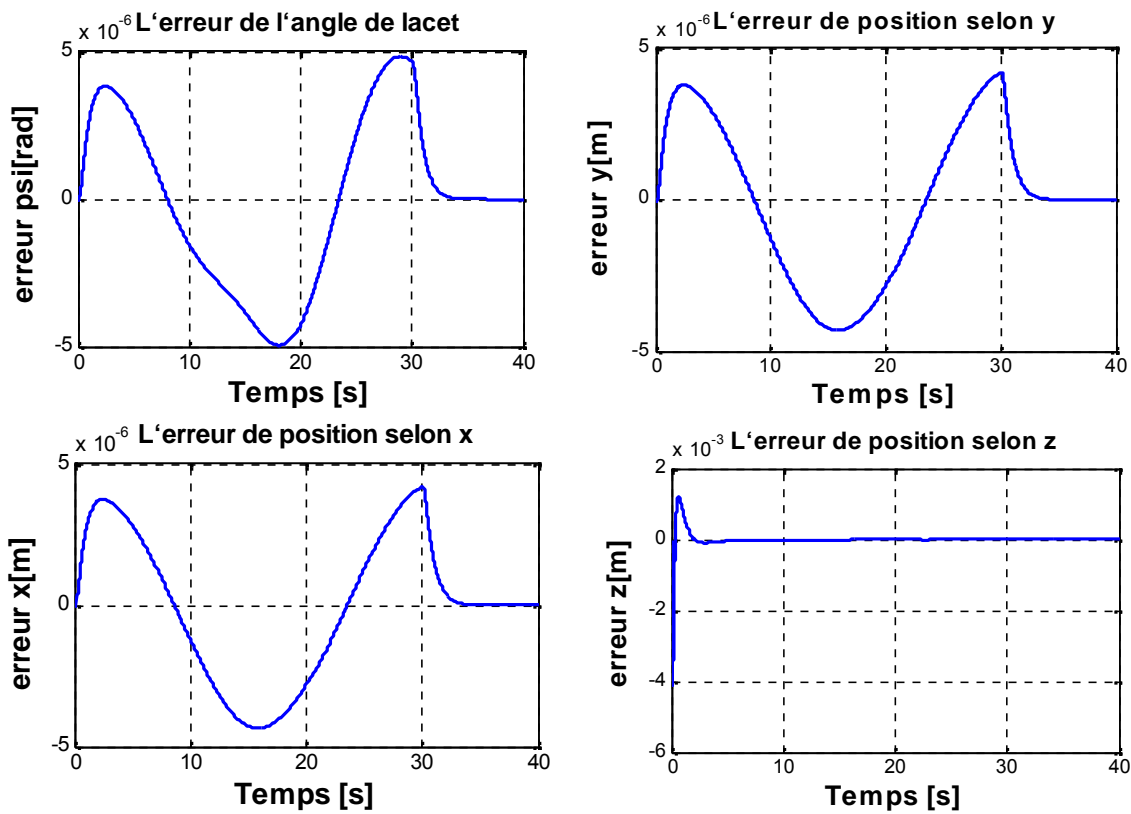 x 10-6 L‘erreur de l‘angle de lacet
5
0
-5
0 10 20 30 40
erreur psi[rad]
Temps [s]
x 10-6 L‘erreur de position selon y
5
0
-5
0 10 20 30 40
erreur y[m]
Temps [s]
x 10-6 L‘erreur de position selon x
5
0
-5
0 10 20 30 40
erreur x[m]
Temps [s]
x 10-3 L‘erreur de position selon z
2
0
-2
-4
-6
0 10 20 30 40
erreur z[m]
Temps [s]